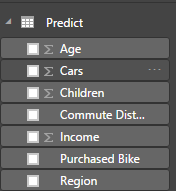 Predict
Age
Cars
Children
Commute Dist...
Income
Purchased Bike
Region